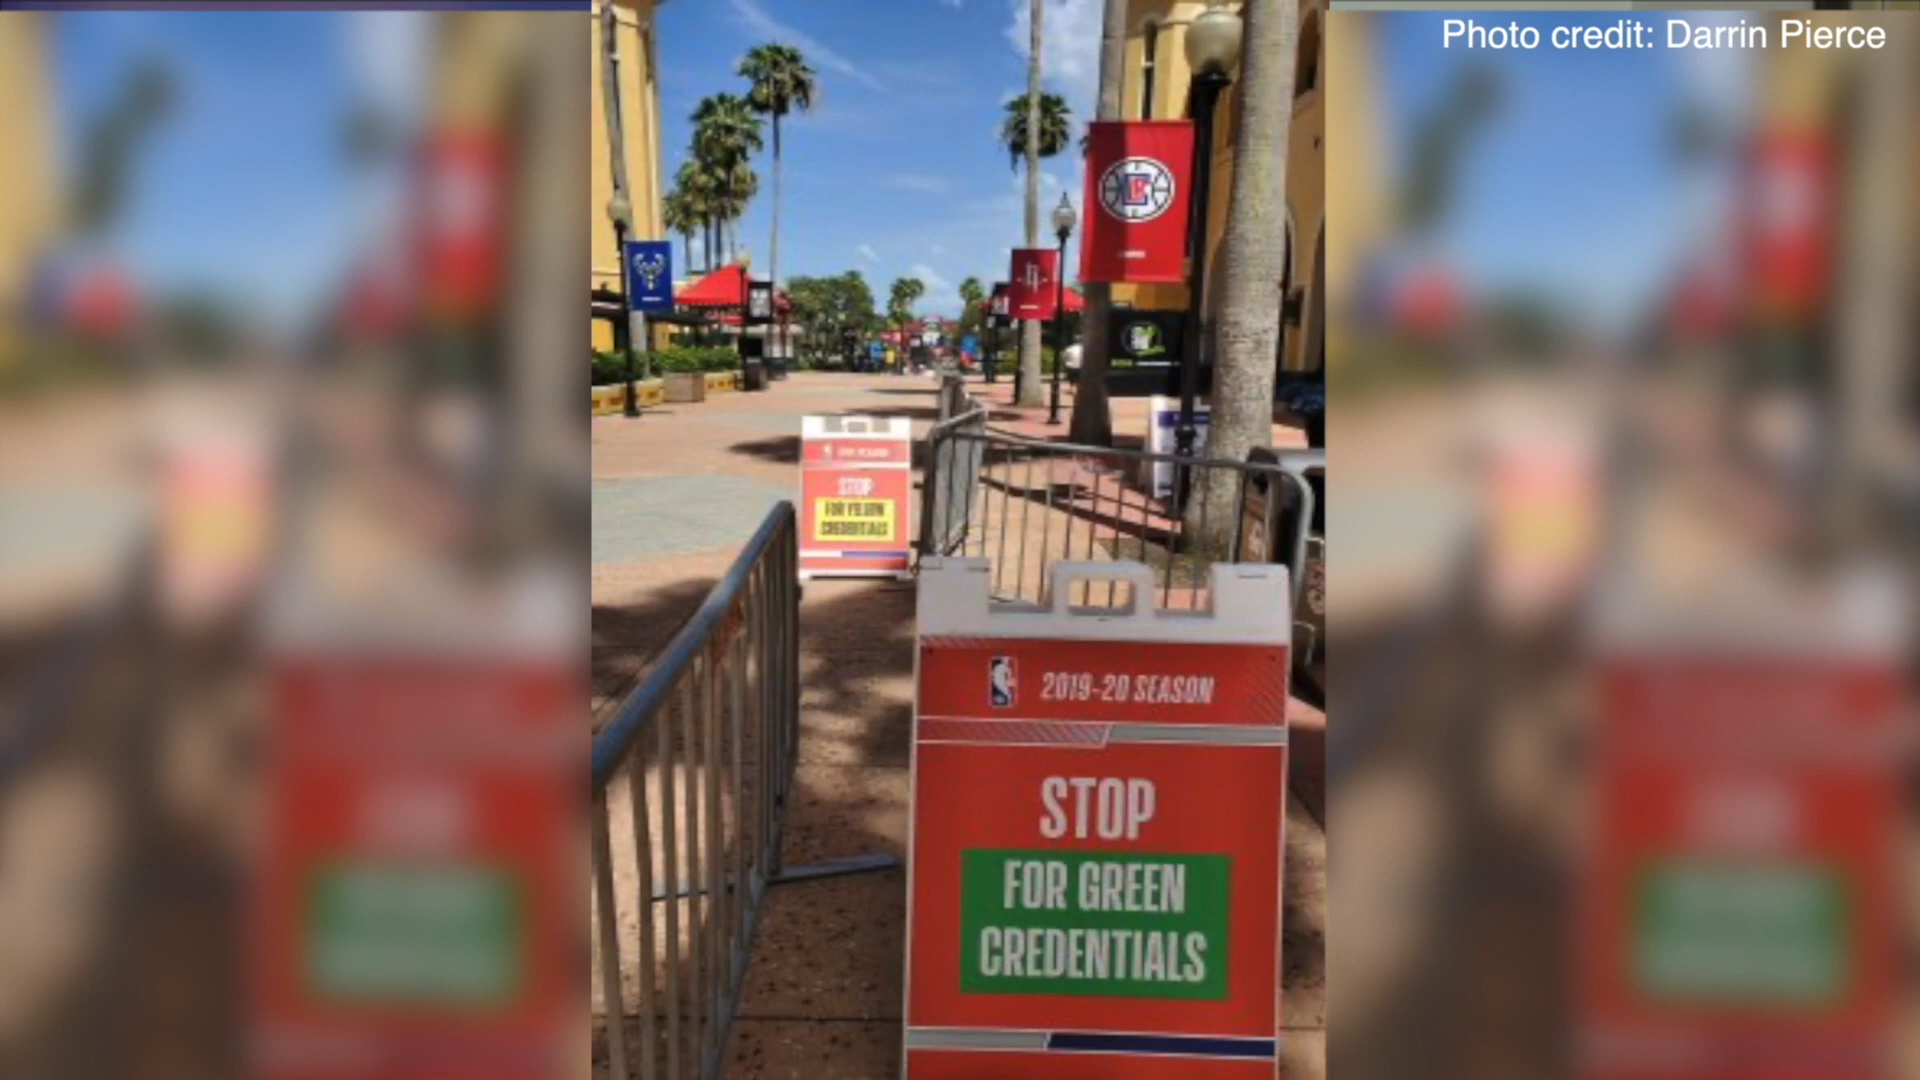 Photo credit: Darrin Pierce
STOP
FOR YELLOW
CREDENTIALS
2019-20 SEASON
STOP
FOR GREEN
CREDENTIALS